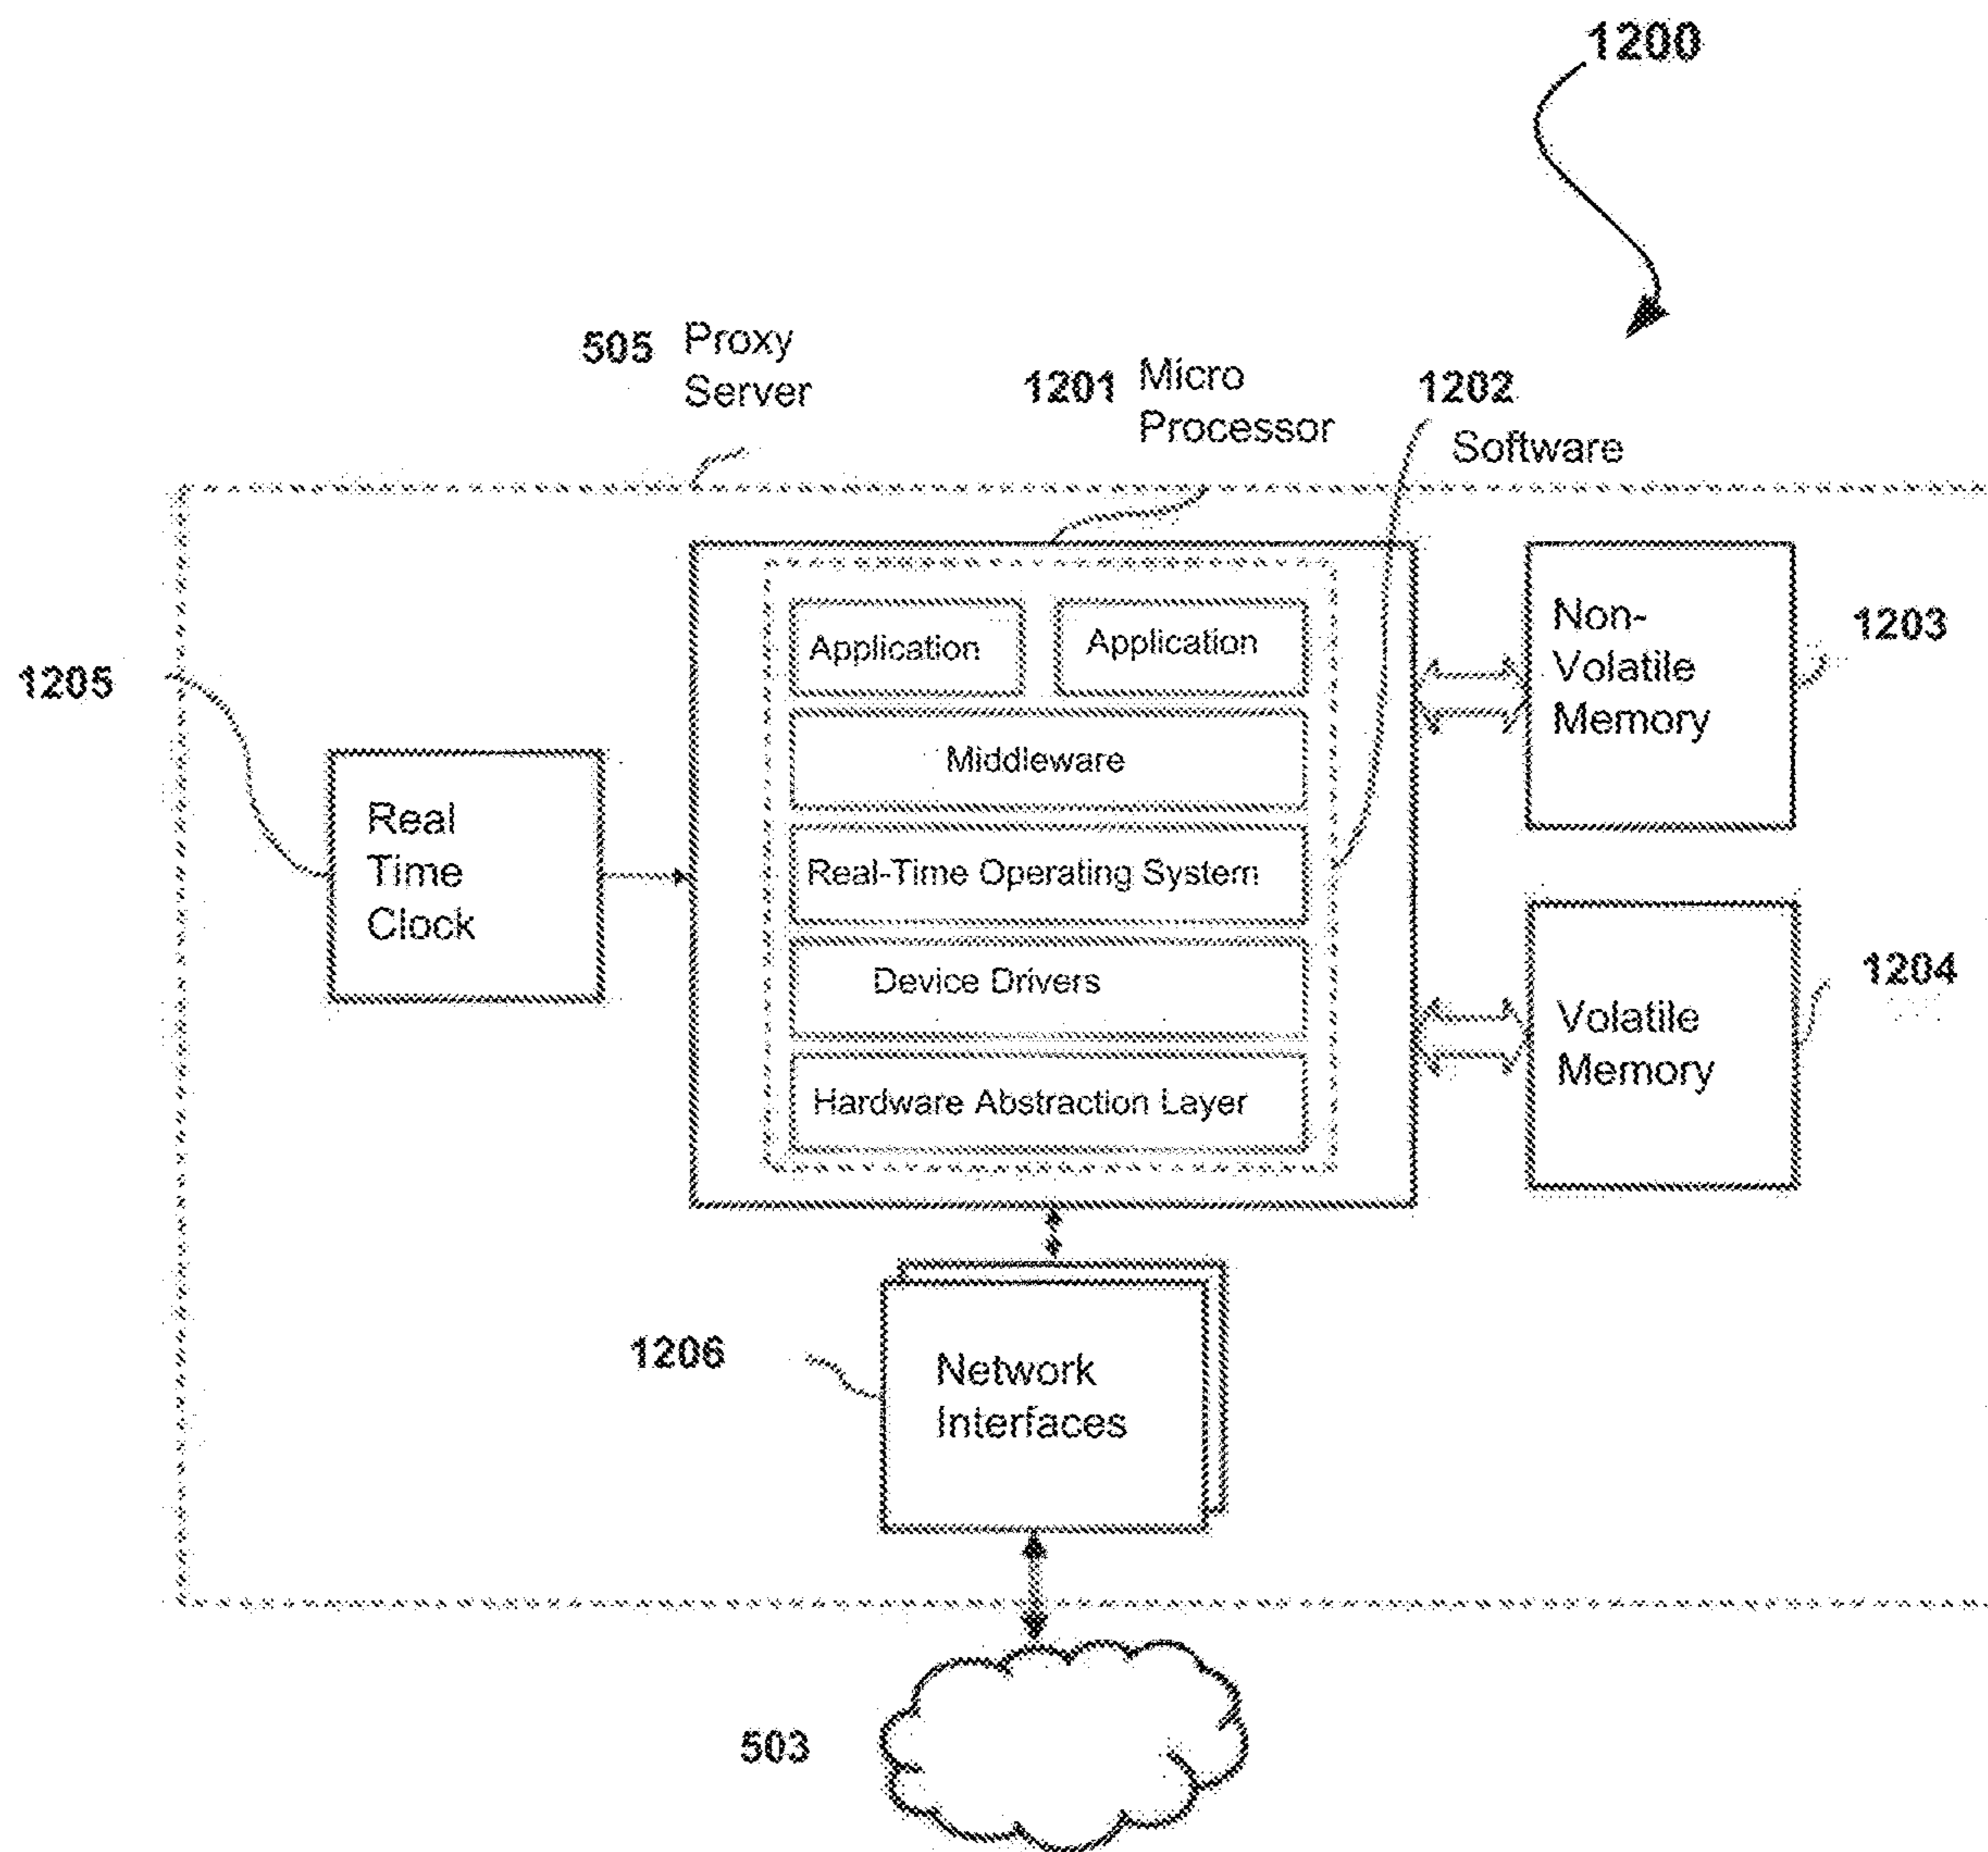 1200
505 Proxy
Server
1201 Micro
Processor
1202
Software
Application
Application
Middleware
Real-Time Operating System
Device Drivers
Hardware Abstraction Layer
Non-
Volatile
Memory
1203
1205
Real
Time
Clock
Volatile
Memory
1204
1206
Network
Interfaces
503